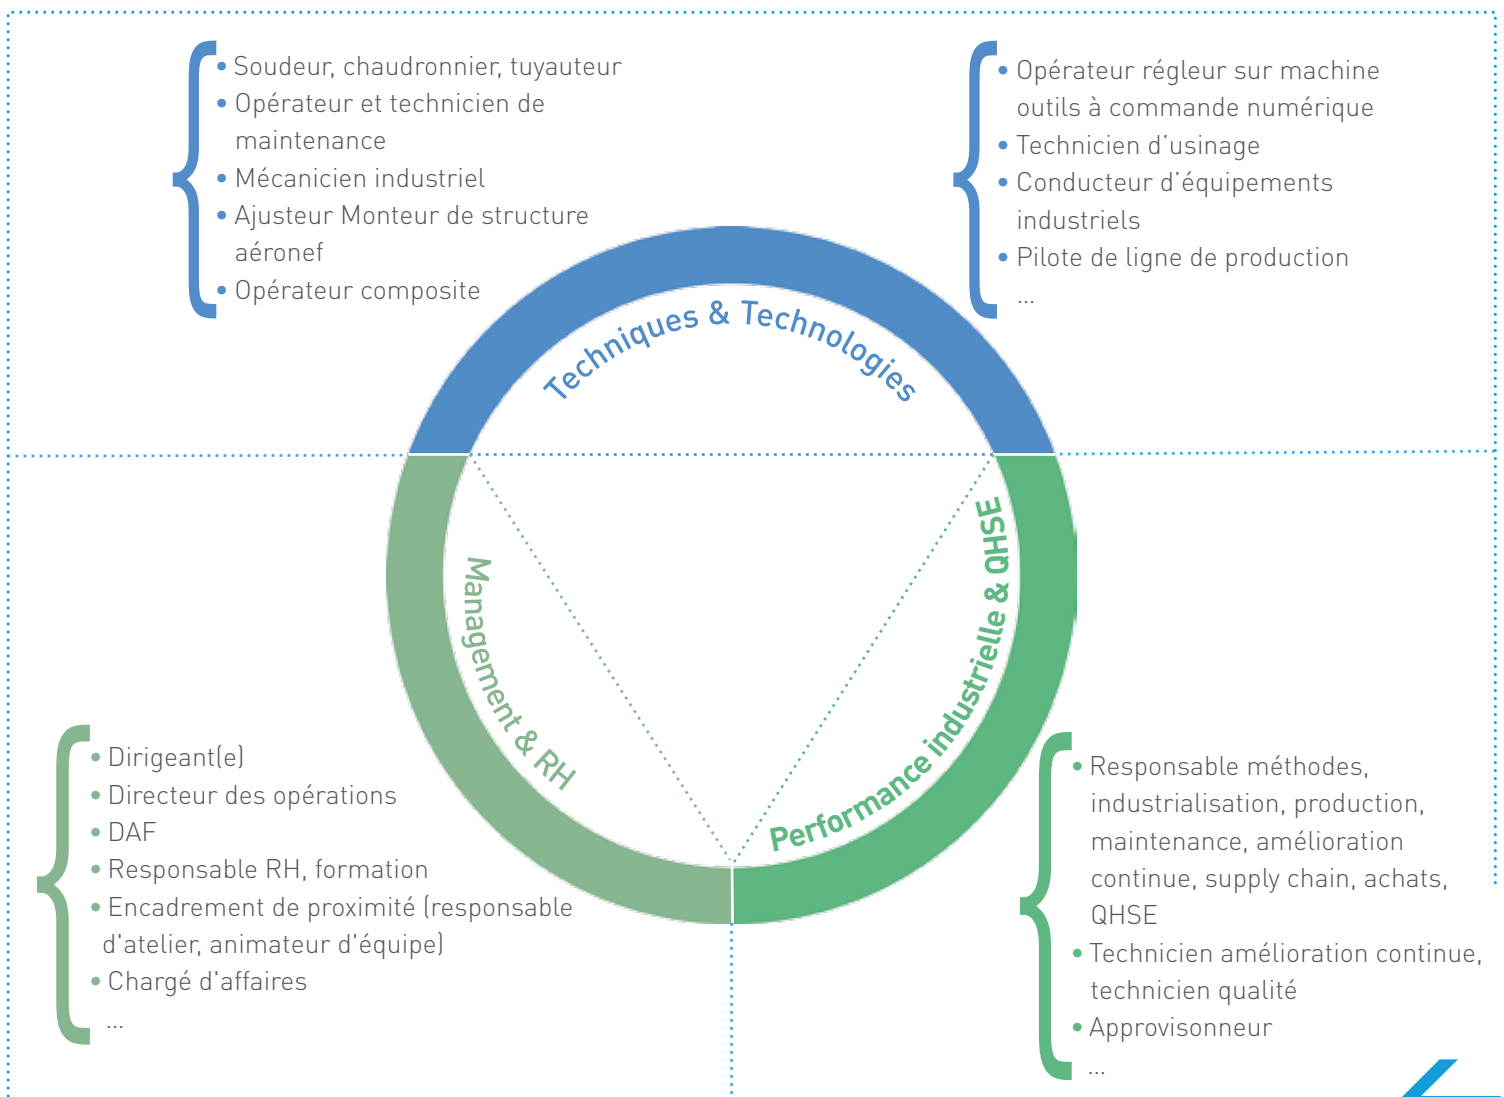 • Soudeur, chaudronnier, tuyauteur
• Opérateur et technicien de
maintenance
• Mécanicien industriel
• Ajusteur Monteur de structure
aéronef
• Opérateur composite
• Opérateur régleur sur machine
outils à commande numérique
• Technicien d'usinage
• Conducteur d'équipements
industriels
• Pilote de ligne de production
...
Techniques & Technologies
Management & RH
Performance industrielle & QHSE
• Dirigeant(e)
• Directeur des opérations
• DAF
• Responsable RH, formation
• Encadrement de proximité (responsable
d'atelier, animateur d'équipe)
• Chargé d'affaires
...
• Responsable méthodes,
industrialisation, production,
maintenance, amélioration
continue, supply chain, achats,
QHSE
• Technicien amélioration continue,
technicien qualité
• Approvisonneur
...